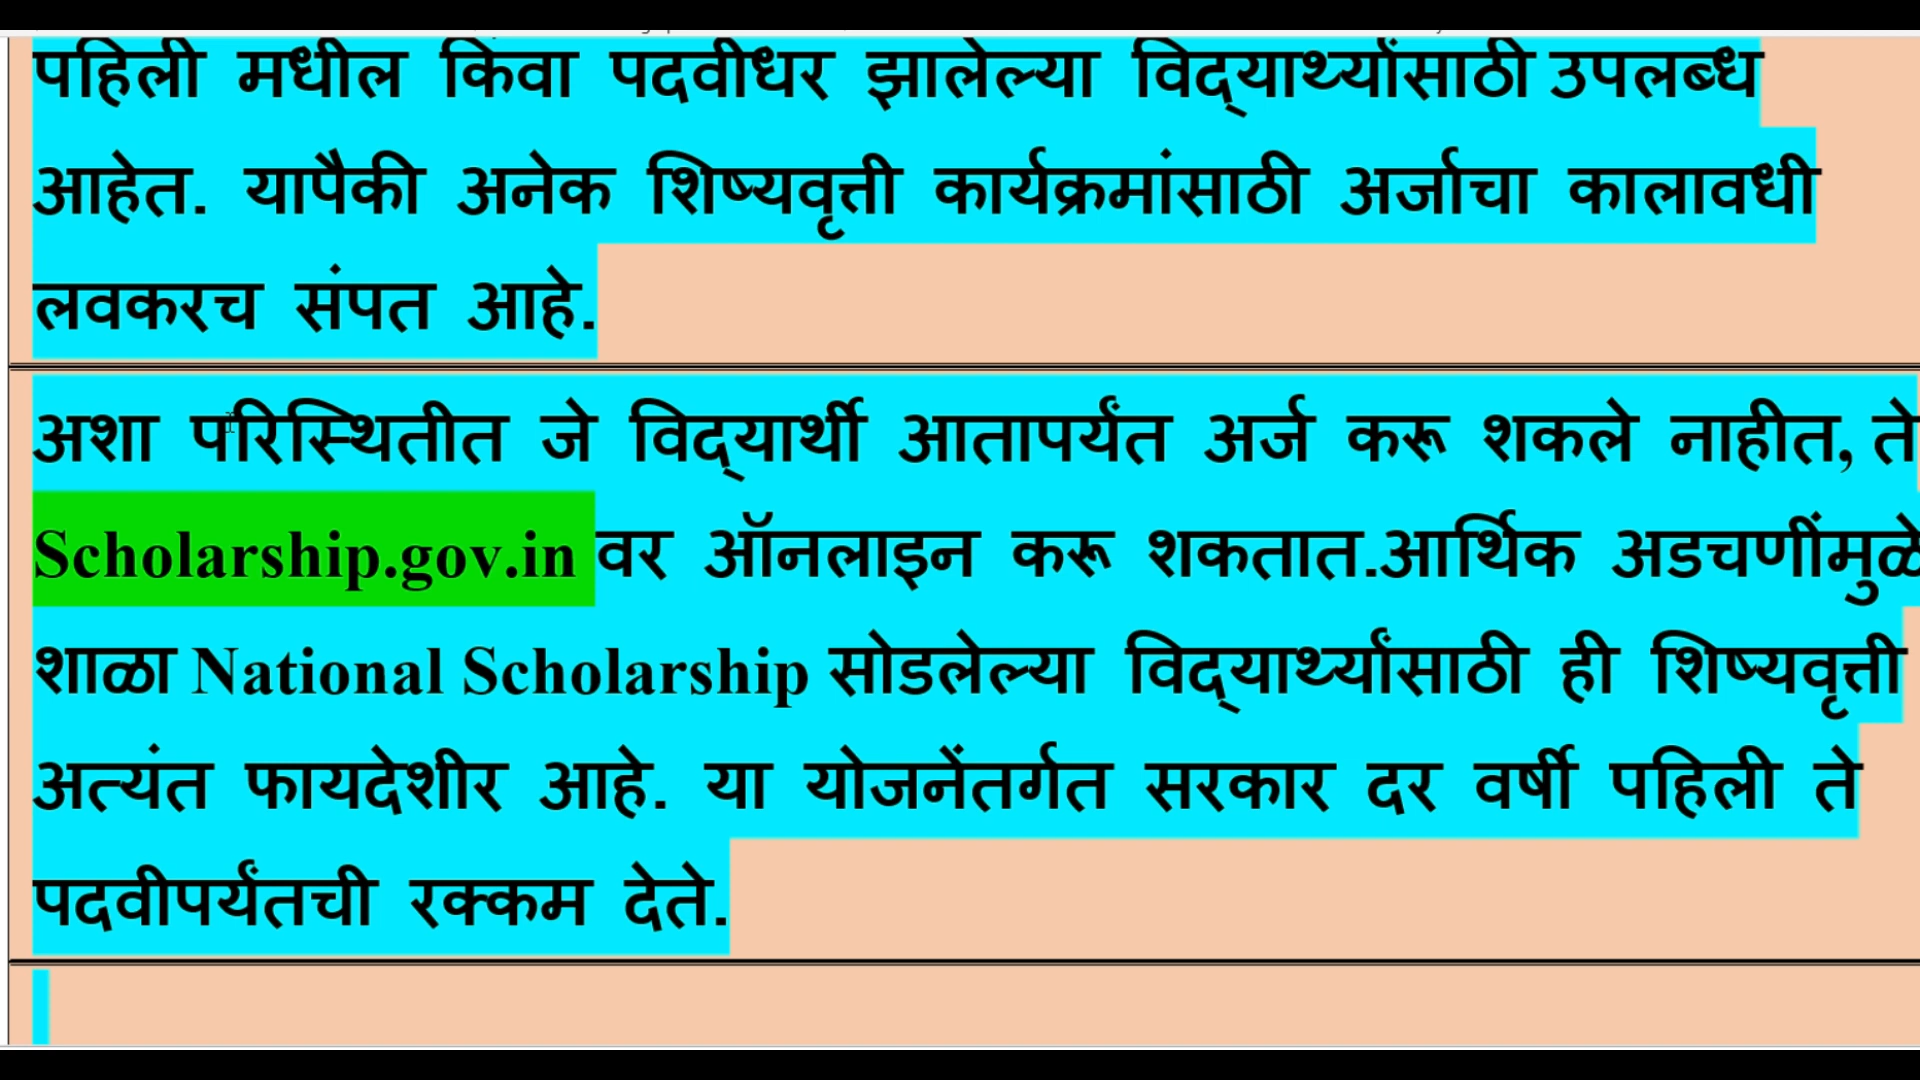 पहिली मधील किंवा पदवीधर झालेल्या विद्यार्थ्यांसाठी उपलब्ध
आहेत. यापैकी अनेक शिष्यवृत्ती कार्यक्रमांसाठी अर्जाचा कालावधी
लवकरच संपत आहे.
अशा परिस्थितीत जे विद्यार्थी आतापर्यंत अर्ज करू शकले नाहीत, ते
Scholarship.gov.in वर ऑनलाइन करू शकतात.आर्थिक अडचणींमुळे
शाळा National Scholarship सोडलेल्या विद्यार्थ्यांसाठी ही शिष्यवृत्ती
अत्यंत फायदेशीर आहे. या योजनेंतर्गत सरकार दर वर्षी पहिली ते
पदवीपर्यंतची रक्कम देते.